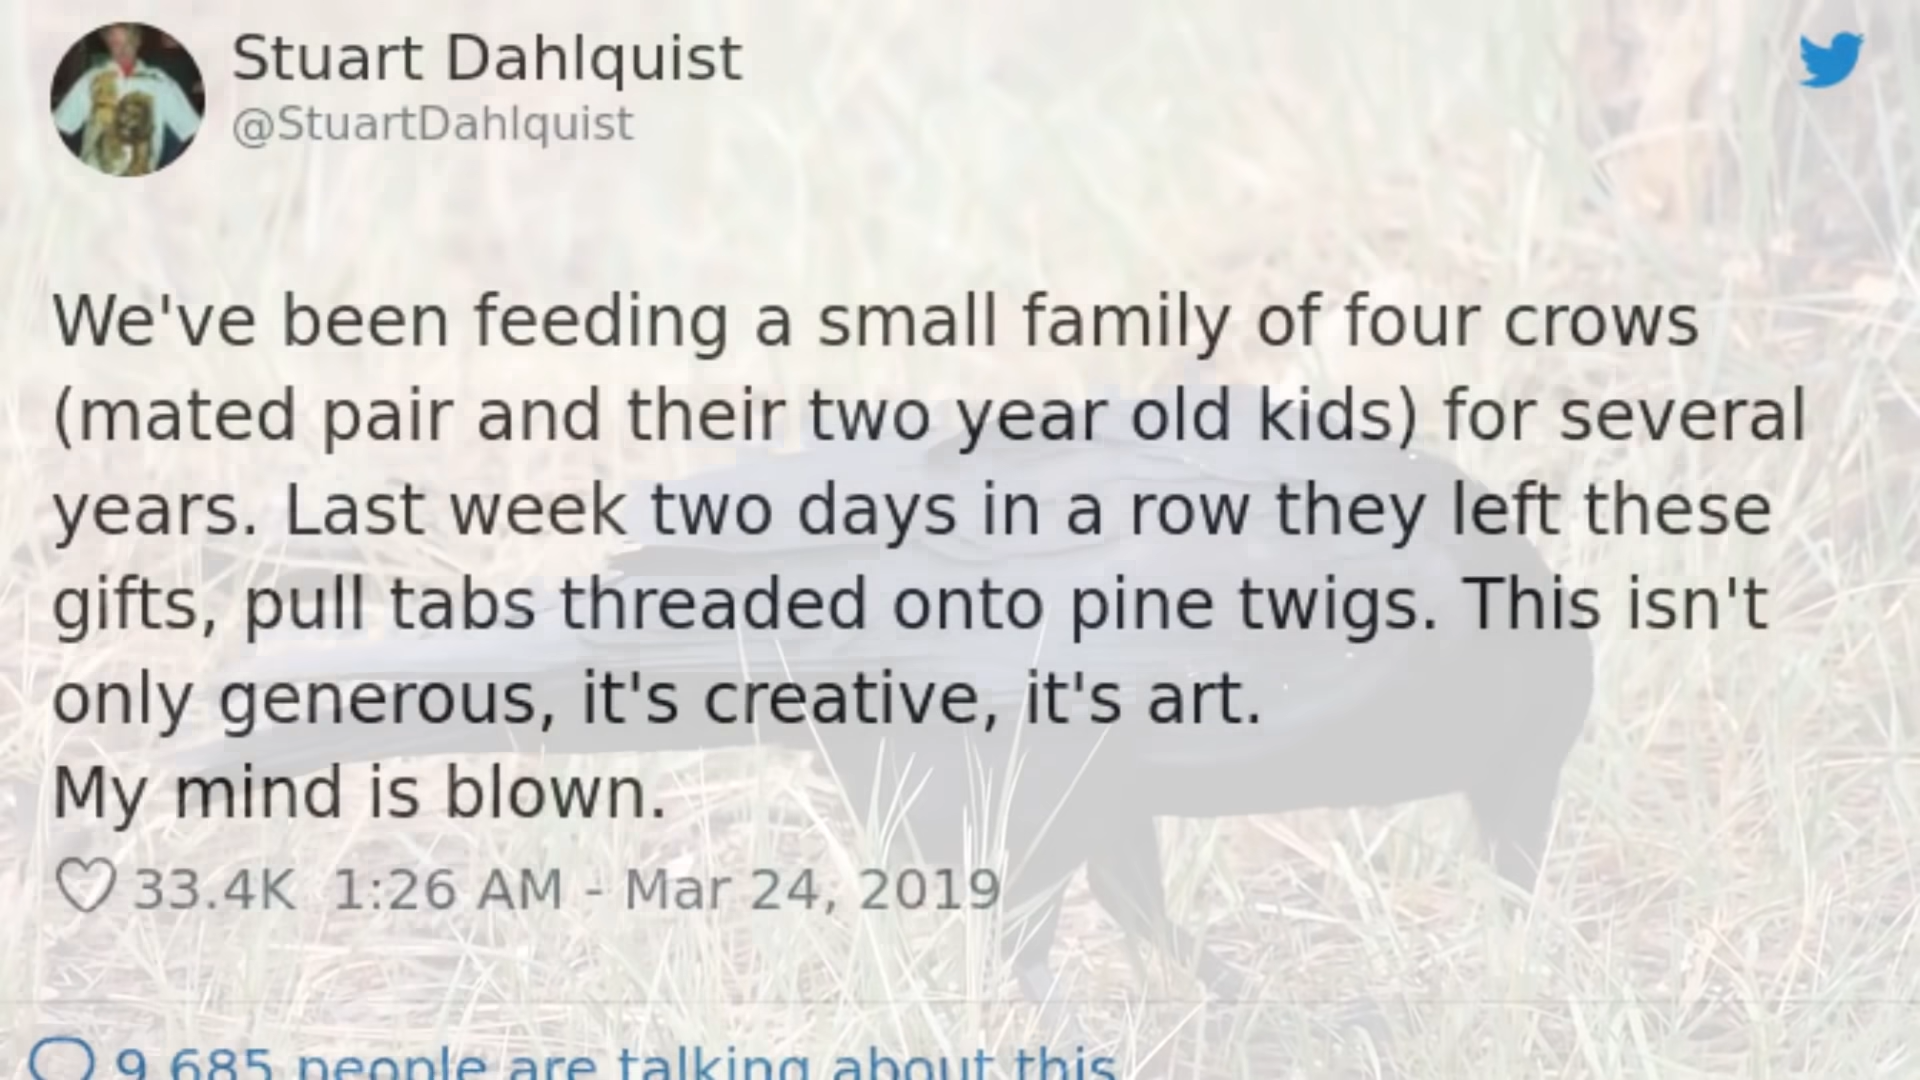 Stuart Dahlquist
@StuartDahlquist
We've been feeding a small family of four crows
(mated pair and their two year old kids) for several
years. Last week two days in a row they left these
gifts, pull tabs threaded onto pine twigs. This isn't
only generous, it's creative, it's art.
My mind is blown.
33.4K 1:26 AM - Mar 24, 2019
9,685 people are talking about this